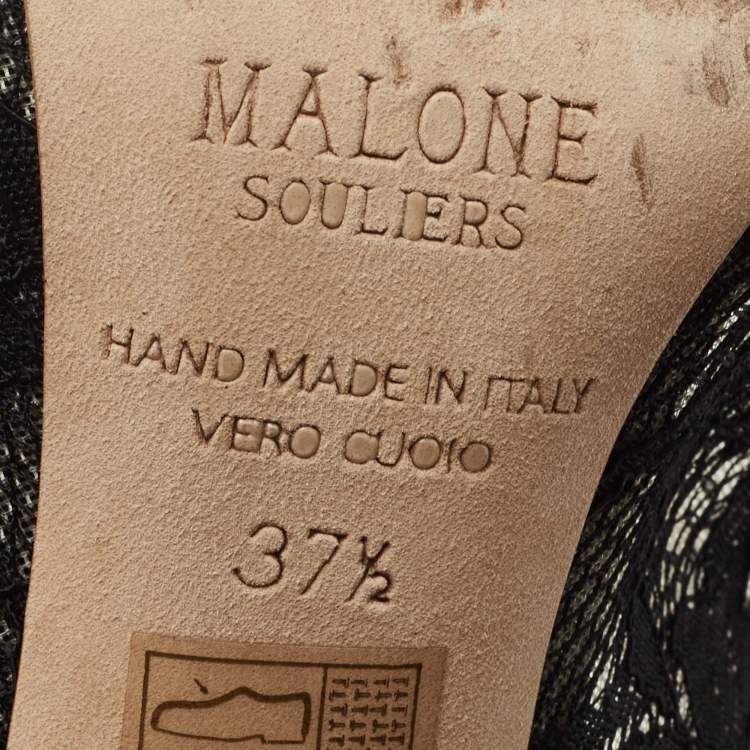 MALONE
SOULIERS
HAND MADE IN ITALY
VERO CUOIO
37½